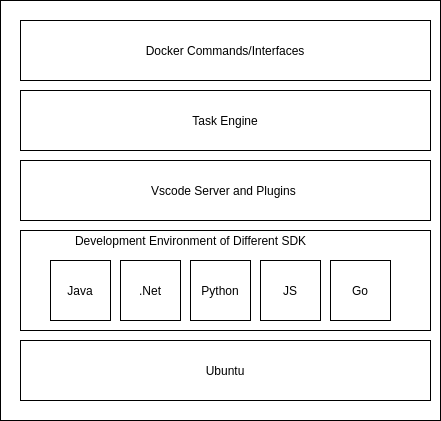 Docker Commands/Interfaces
Task Engine
Vscode Server and Plugins
Development Environment of Different SDK
Java .Net Python JS Go
Ubuntu